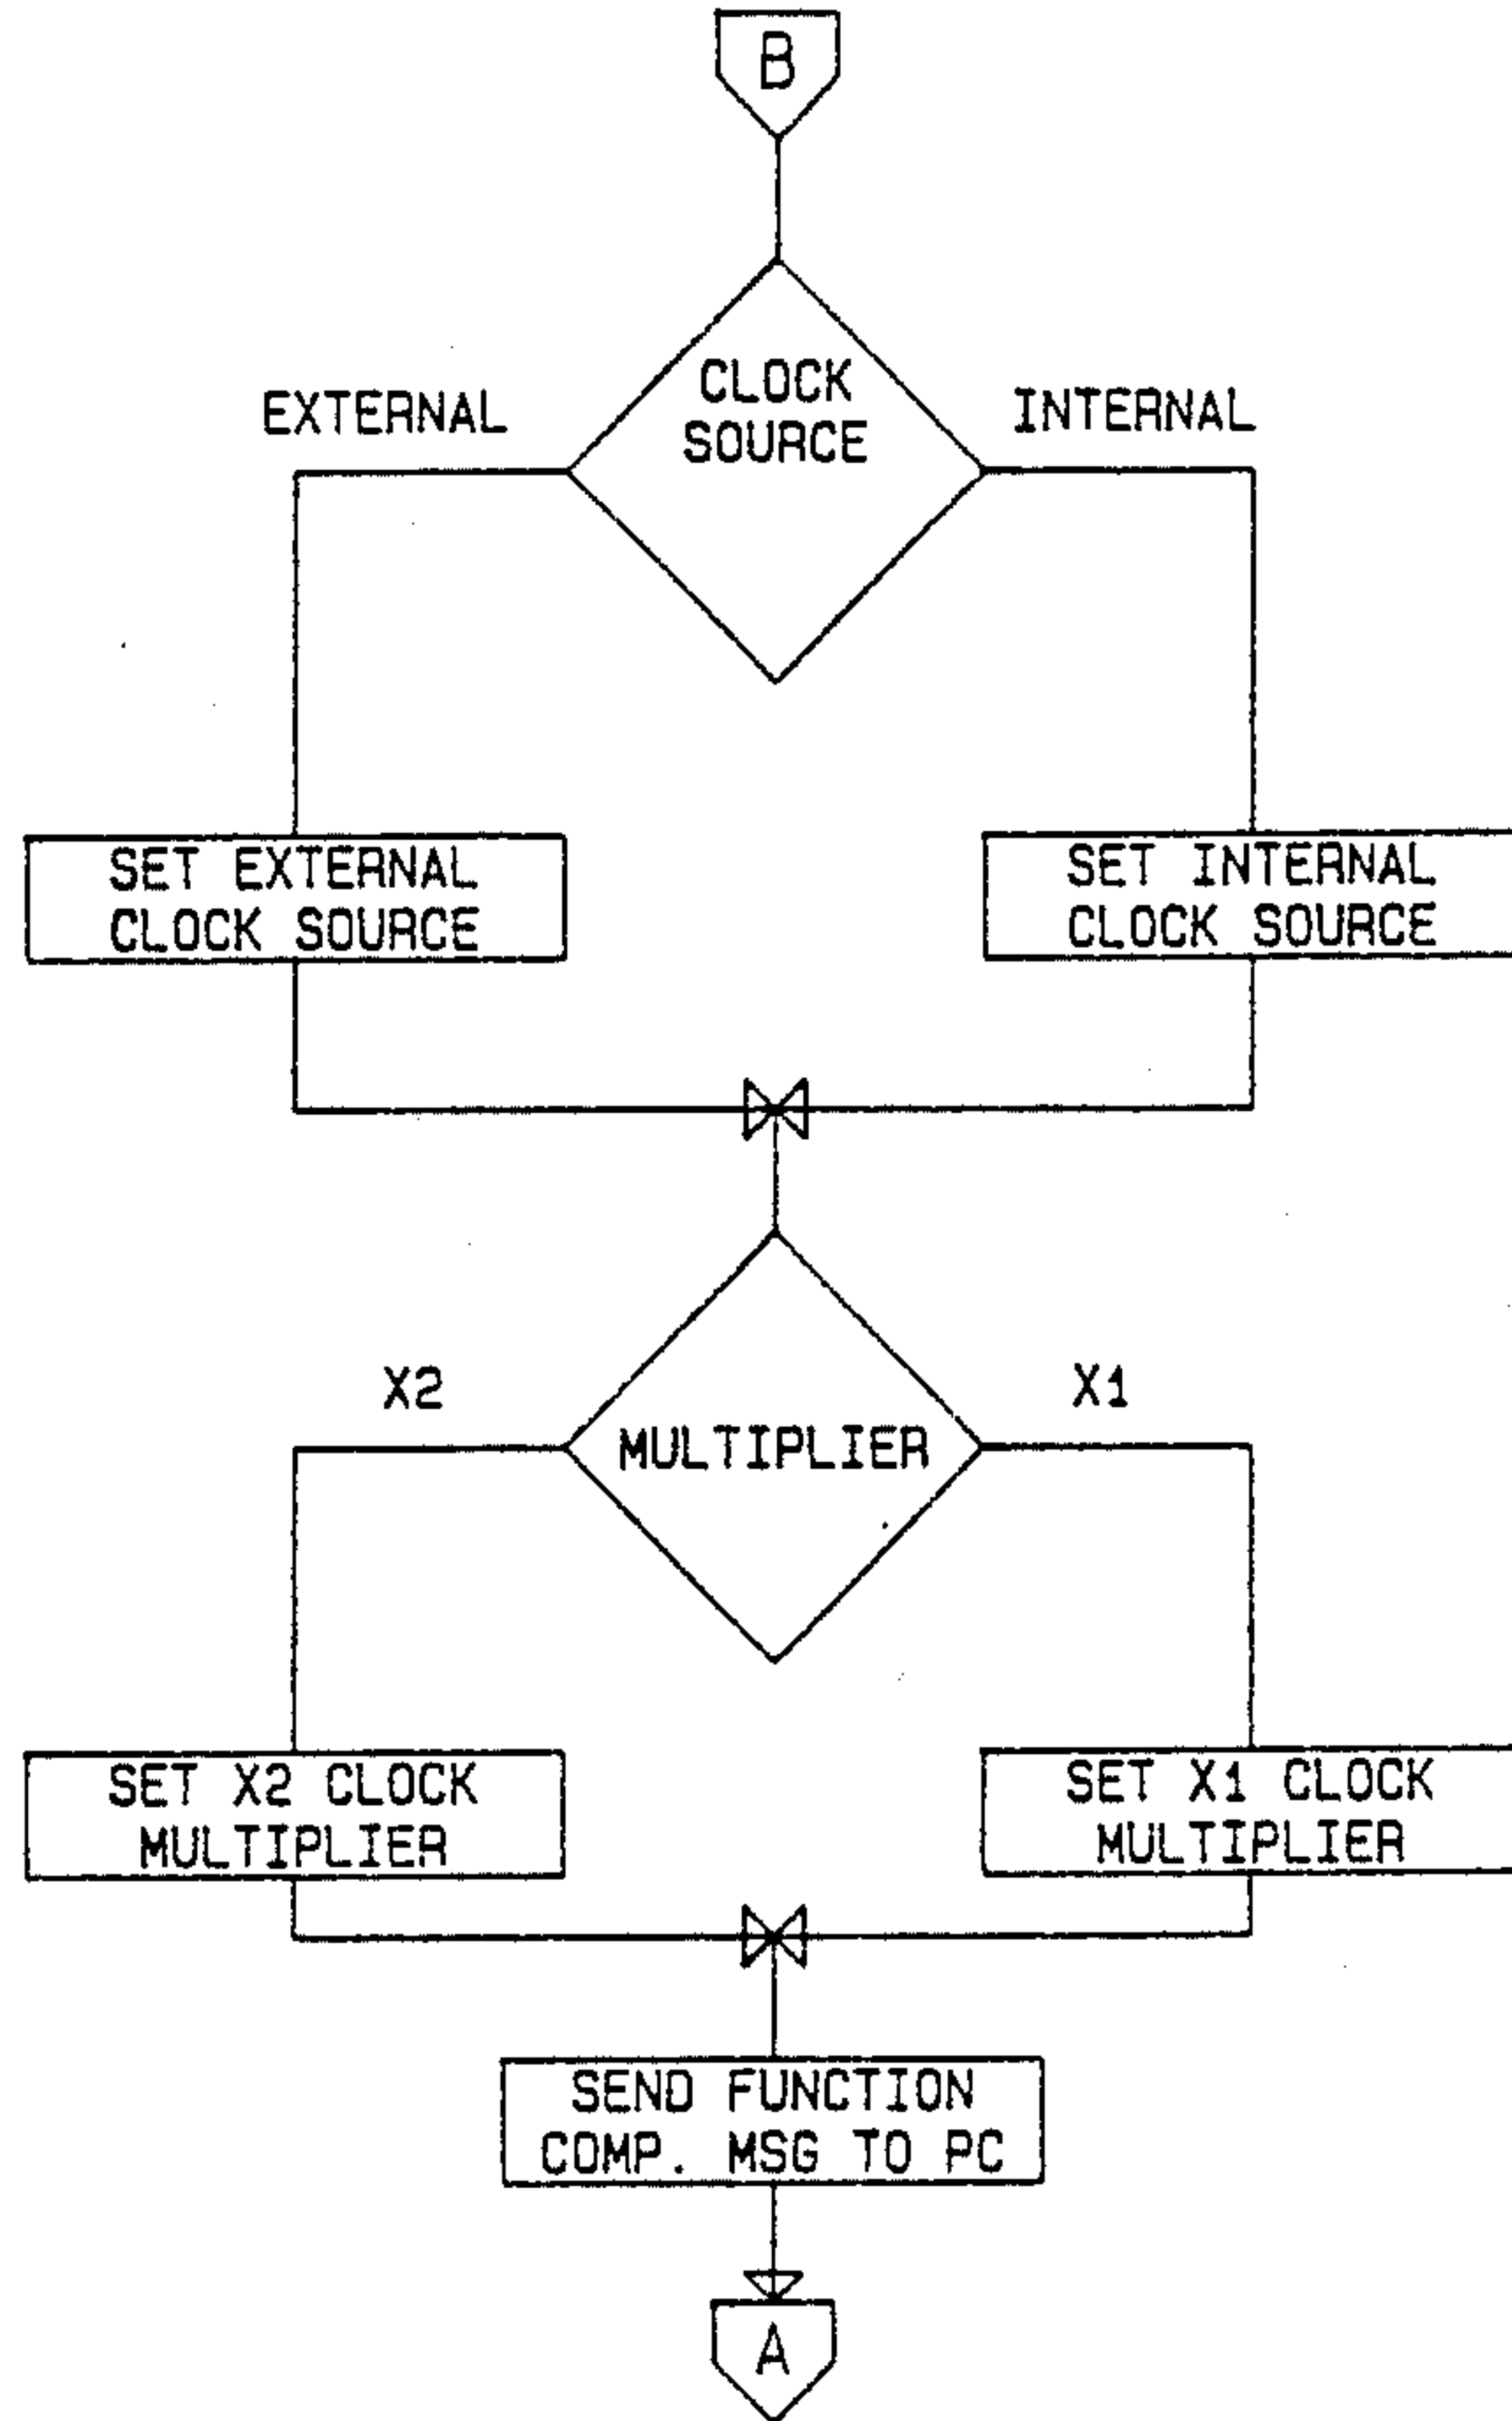 B
CLOCK
SOURCE
EXTERNAL
INTERNAL
SET EXTERNAL
CLOCK SOURCE
SET INTERNAL
CLOCK SOURCE
X2
X1
MULTIPLIER
SET X2 CLOCK
MULTIPLIER
SET X1 CLOCK
MULTIPLIER
SEND FUNCTION
COMP. MSG TO PC
A